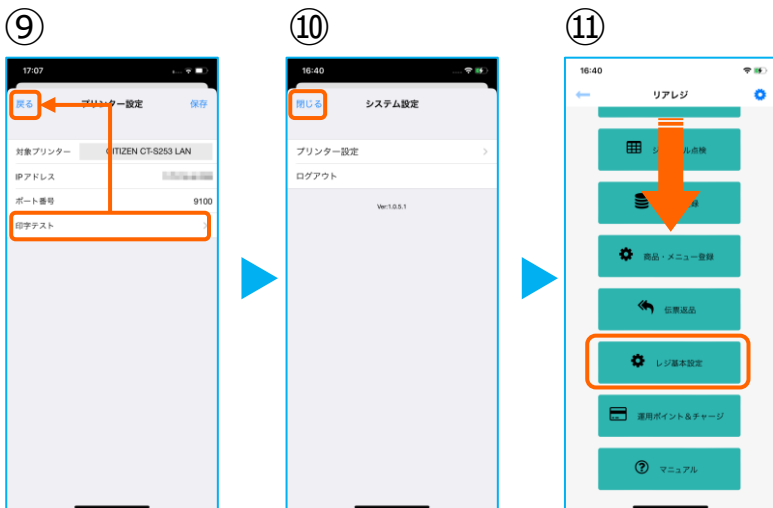 ⑨
17:07
戻る
プリンター設定
保存
対象プリンター
CITIZEN CT-S253 LAN
IPアドレス
ポート番号
9100
印字テスト
⑩
16:40
閉じる
システム設定
プリンター設定
ログアウト
Ver:1.0.5.1
⑪
16:40
リアレジ
点検
商品・メニュー登録
伝票返品
レジ基本設定
運用ポイント&チャージ
マニュアル